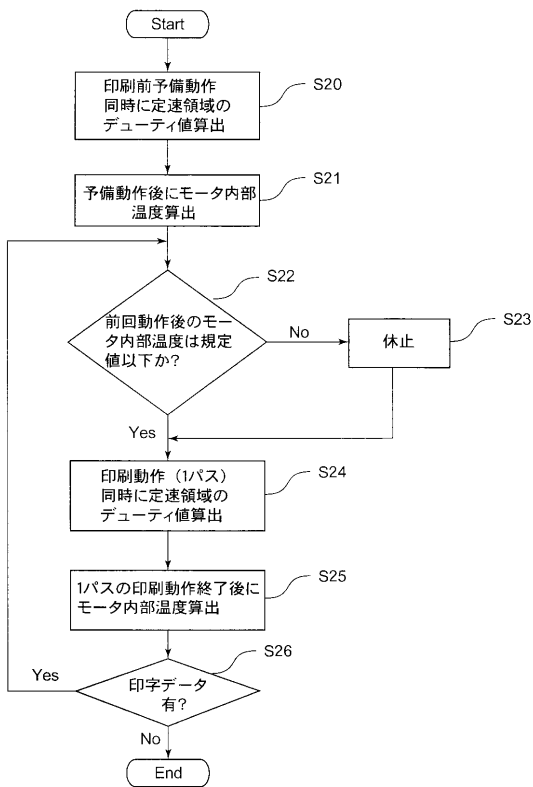 Start
印刷前予備動作
同時に定速領域の
デューティ値算出
S20
予備動作後にモータ内部
温度算出
S21
前回動作後のモー
タ内部温度は規定
値以下か?
S22
No
休止
S23
Yes
印刷動作（1パス）
同時に定速領域の
デューティ値算出
S24
1パスの印刷動作終了後に
モータ内部温度算出
S25
印字データ
有?
S26
Yes
No
End